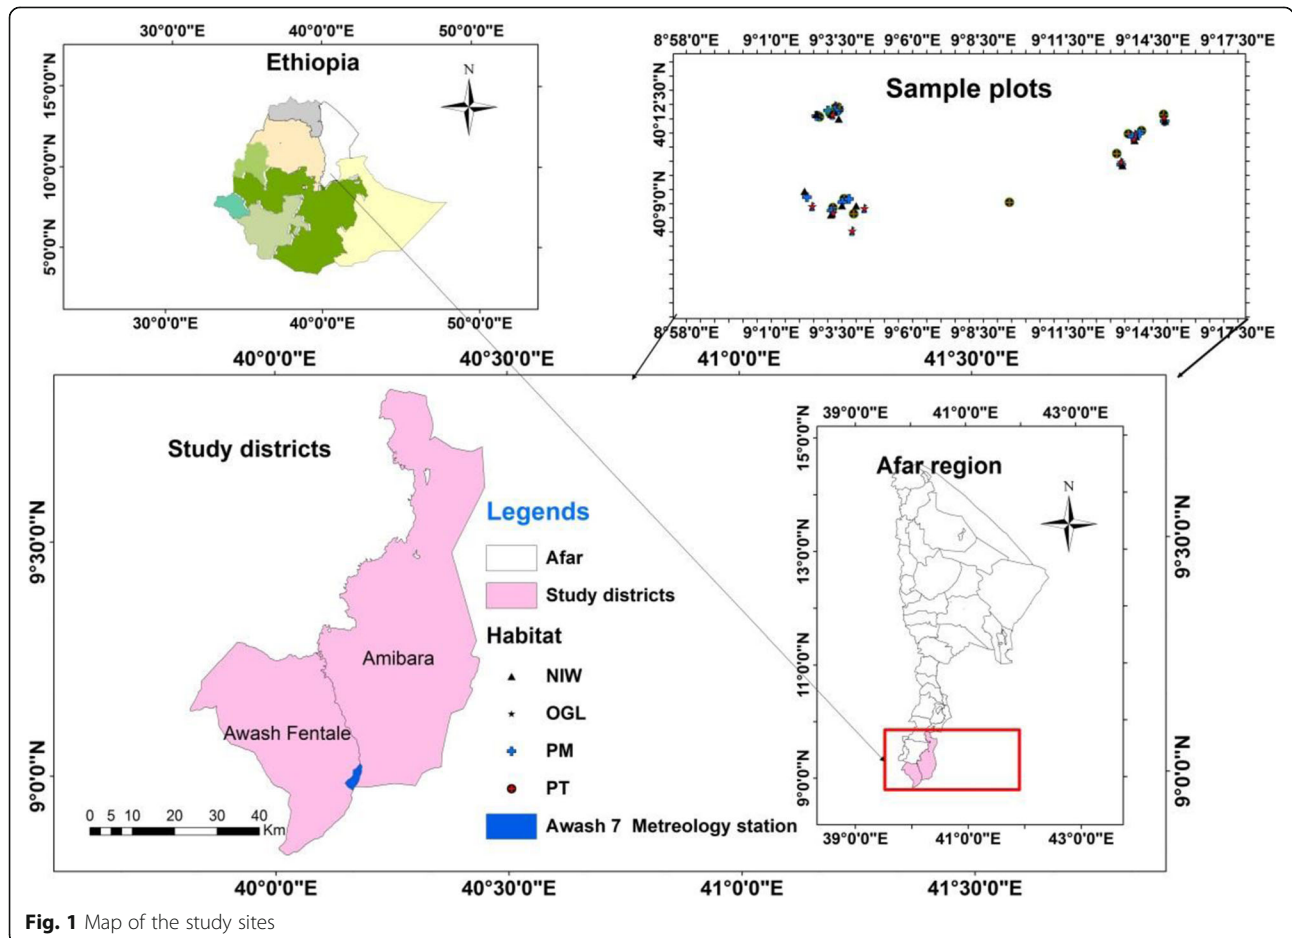 30°0'0"E 40°0'0"E 50°0'0"E
Ethiopia
N
15°0'0"N
10°0'0"N
5°0'0"N
30°0'0"E 40°0'0"E 50°0'0"E
8°58'0"E 9°1'0"E 9°3'30"E 9°6'0"E 9°8'30"E 9°11'30"E 9°14'30"E 9°17'30"E
Sample plots
40°12'30"N
40°9'0"N
8°58'0"E 9°1'0"E 9°3'30"E 9°6'0"E 9°8'30"E 9°11'30"E 9°14'30"E 9°17'30"E
40°0'0"E 40°30'0"E 41°0'0"E 41°30'0"E
Study districts
9°30'0"N
9°0'0"N
Amibara
Awash Fentale
0 5 10 20 30 40
Km
Legends
Afar
Study districts
Habitat
NIW
OGL
PM
PT
Awash 7 Metreology station
39°0'0"E 41°0'0"E 43°0'0"E
Afar region
N
15°0'0"N
13°0'0"N
11°0'0"N
9°0'0"N
39°0'0"E 41°0'0"E 43°0'0"E
9°30'0"N
9°0'0"N
40°0'0"E 40°30'0"E 41°0'0"E 41°30'0"E
Fig. 1 Map of the study sites